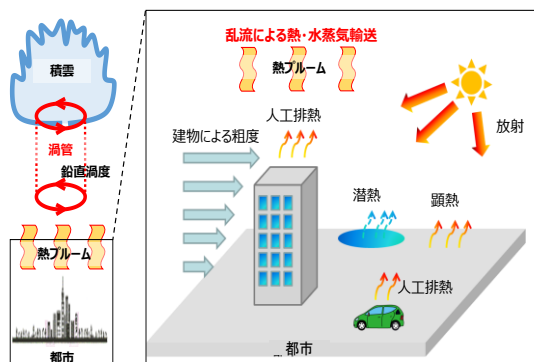 積雲
渦管
鉛直渦度
熱プルーム
都市
乱流による熱・水蒸気輸送
熱プルーム
人工排熱
建物による粗度
放射
潜熱
顕熱
人工排熱
都市